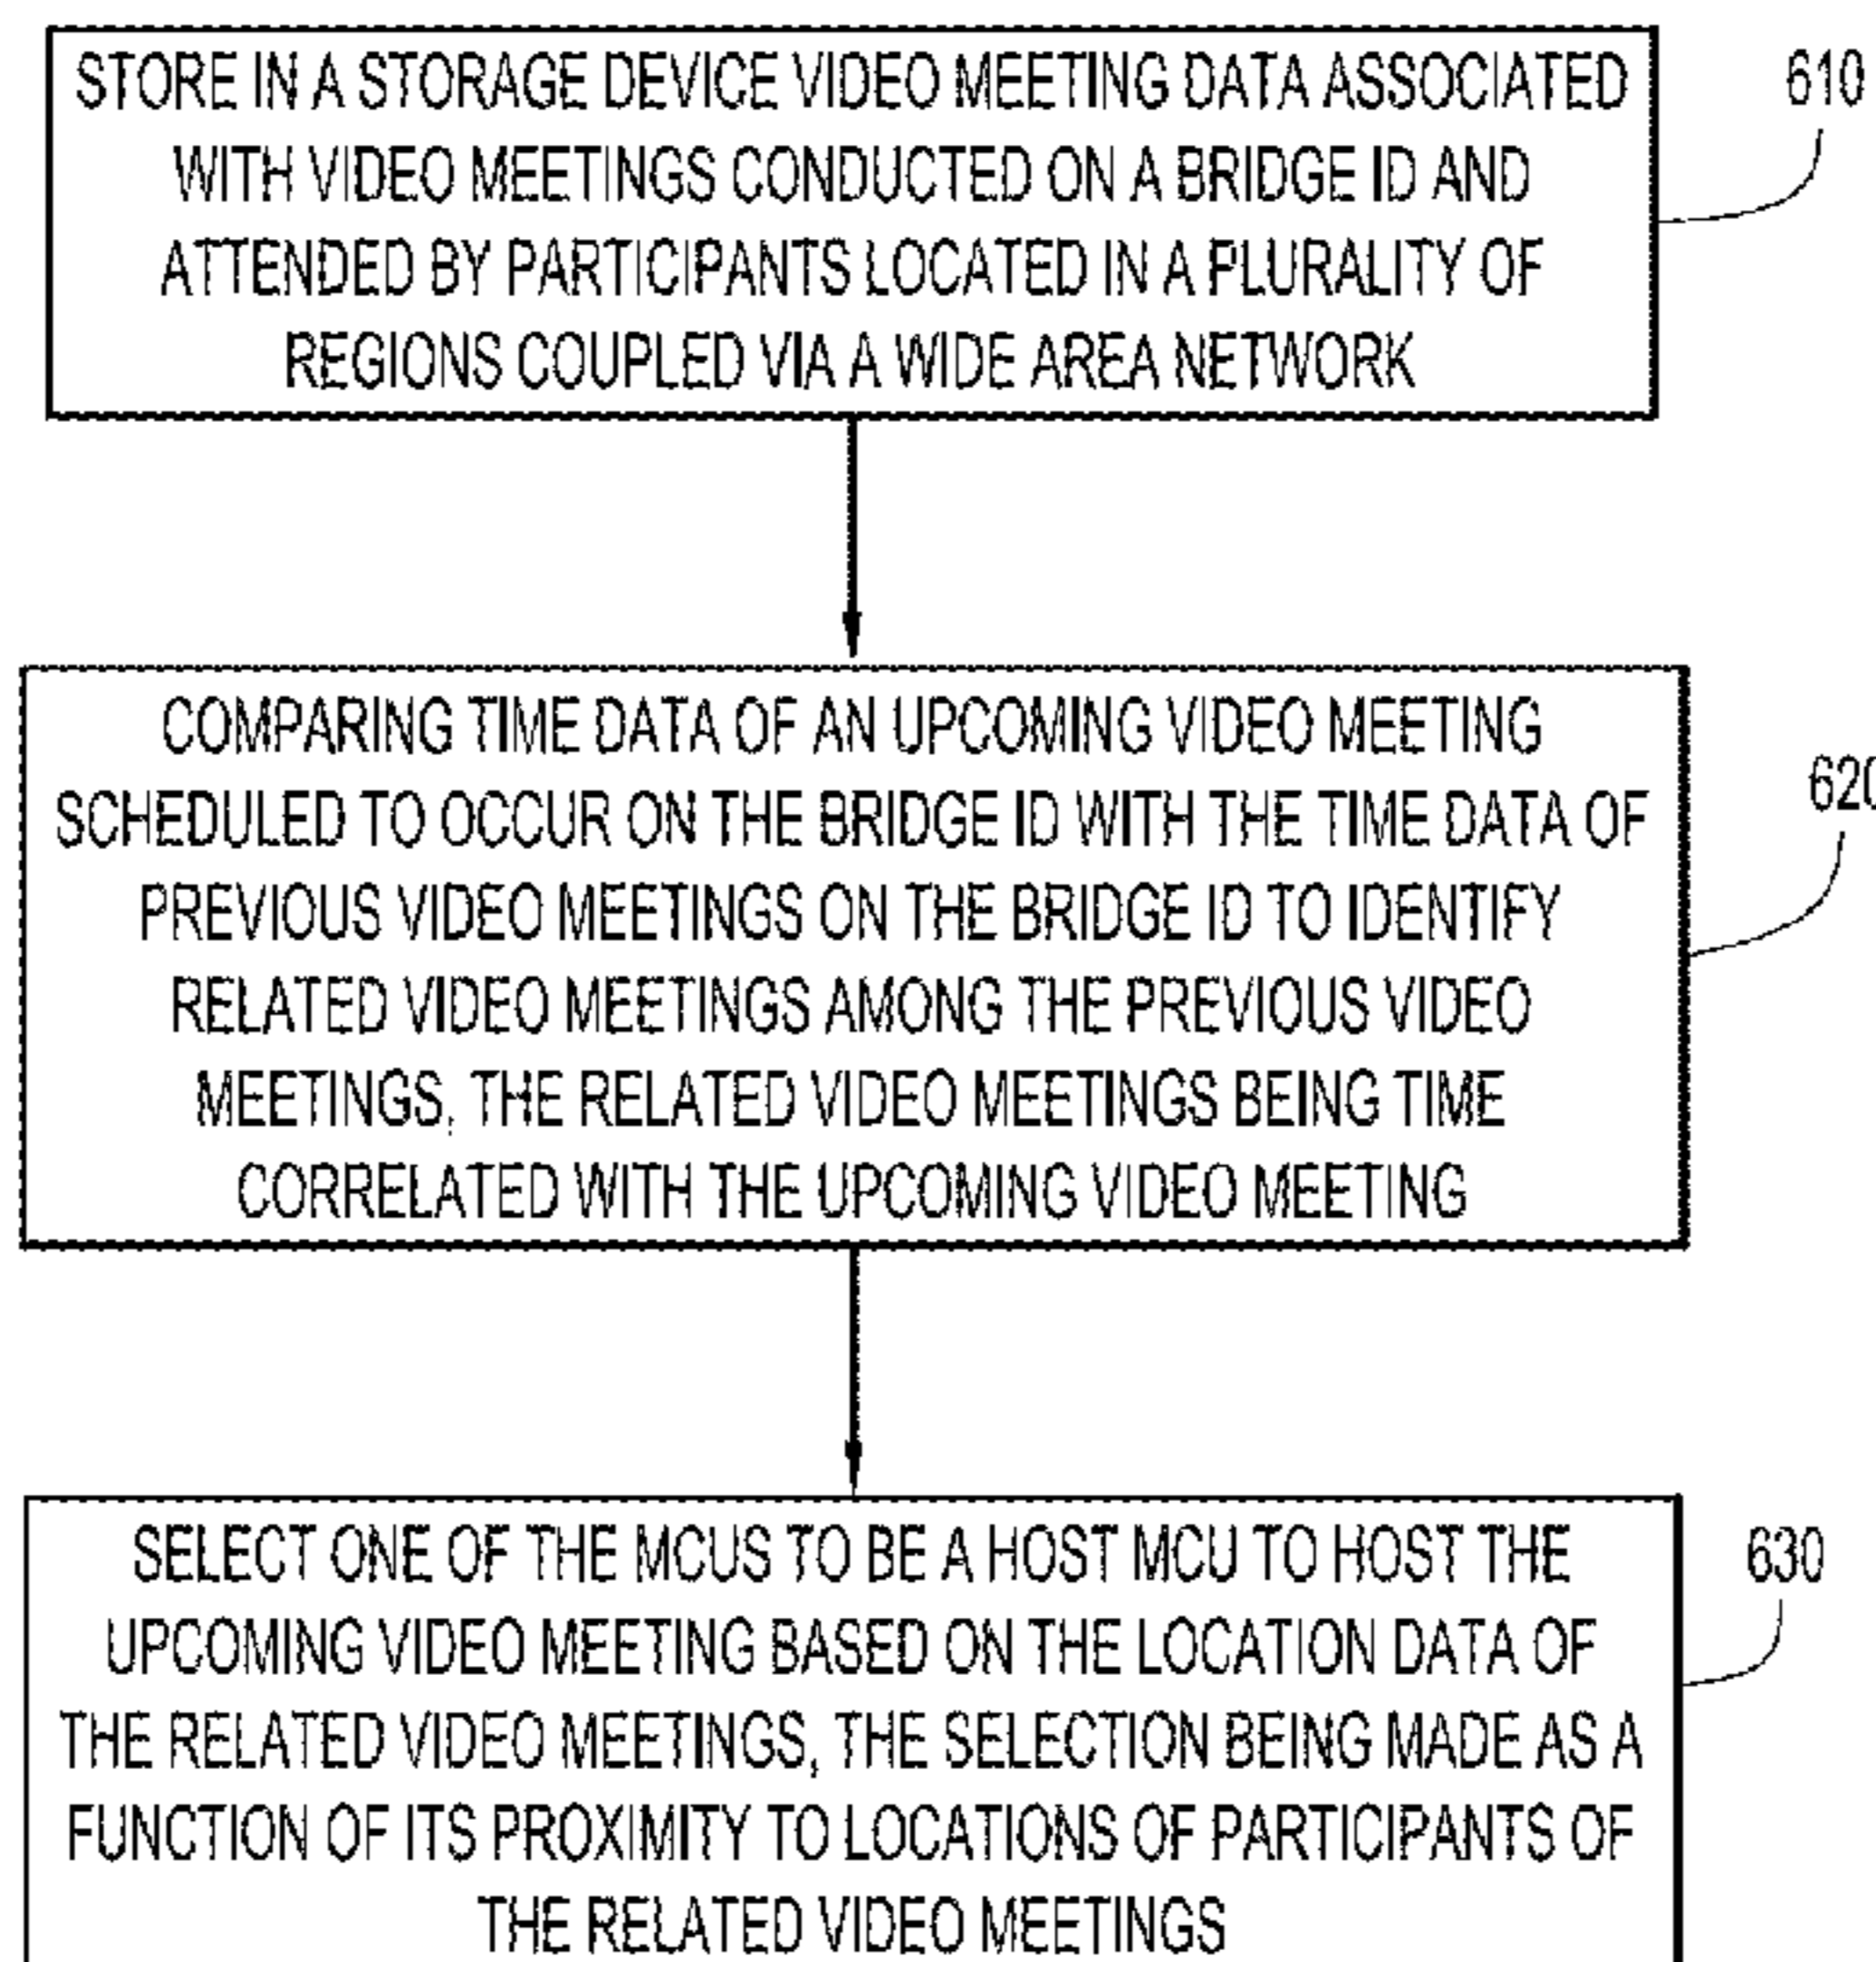 STORE IN A STORAGE DEVICE VIDEO MEETING DATA ASSOCIATED
WITH VIDEO MEETINGS CONDUCTED ON A BRIDGE ID AND
ATTENDED BY PARTICIPANTS LOCATED IN A PLURALITY OF
REGIONS COUPLED VIA A WIDE AREA NETWORK
610
COMPARING TIME DATA OF AN UPCOMING VIDEO MEETING
SCHEDULED TO OCCUR ON THE BRIDGE ID WITH THE TIME DATA OF
PREVIOUS VIDEO MEETINGS ON THE BRIDGE ID TO IDENTIFY
RELATED VIDEO MEETINGS AMONG THE PREVIOUS VIDEO
MEETINGS, THE RELATED VIDEO MEETINGS BEING TIME
CORRELATED WITH THE UPCOMING VIDEO MEETING
620
SELECT ONE OF THE MCUS TO BE A HOST MCU TO HOST THE
UPCOMING VIDEO MEETING BASED ON THE LOCATION DATA OF
THE RELATED VIDEO MEETINGS, THE SELECTION BEING MADE AS A
FUNCTION OF ITS PROXIMITY TO LOCATIONS OF PARTICIPANTS OF
THE RELATED VIDEO MEETINGS
630